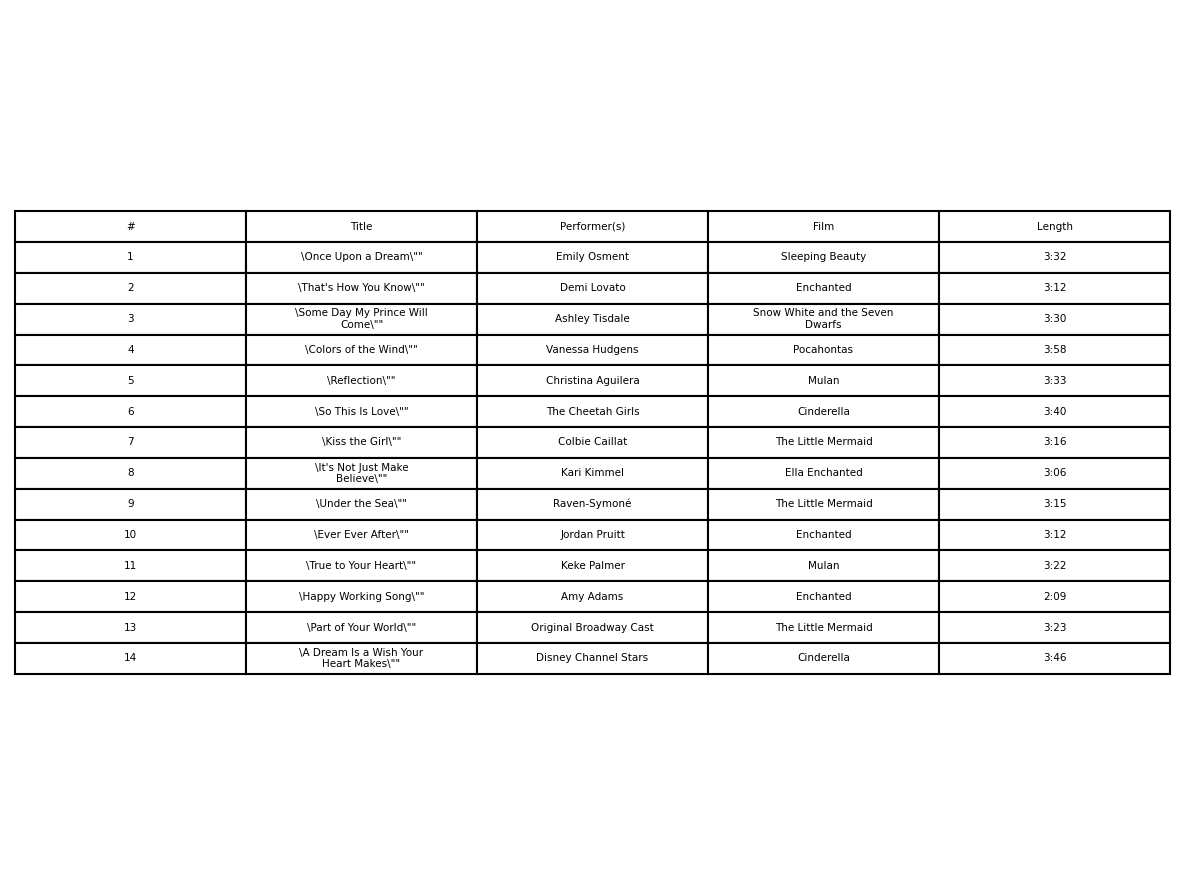 # Title Performer(s) Film Length
1 \Once Upon a Dream\"" Emily Osment Sleeping Beauty 3:32
2 \That's How You Know\"" Demi Lovato Enchanted 3:12
3 \Some Day My Prince Will Come\"" Ashley Tisdale Snow White and the Seven Dwarfs 3:30
4 \Colors of the Wind\"" Vanessa Hudgens Pocahontas 3:58
5 \Reflection\"" Christina Aguilera Mulan 3:33
6 \So This Is Love\"" The Cheetah Girls Cinderella 3:40
7 \Kiss the Girl\"" Colbie Caillat The Little Mermaid 3:16
8 \It's Not Just Make Believe\"" Kari Kimmel Ella Enchanted 3:06
9 \Under the Sea\"" Raven-Symoné The Little Mermaid 3:15
10 \Ever Ever After\"" Jordan Pruitt Enchanted 3:12
11 \True to Your Heart\"" Keke Palmer Mulan 3:22
12 \Happy Working Song\"" Amy Adams Enchanted 2:09
13 \Part of Your World\"" Original Broadway Cast The Little Mermaid 3:23
14 \A Dream Is a Wish Your Heart Makes\"" Disney Channel Stars Cinderella 3:46